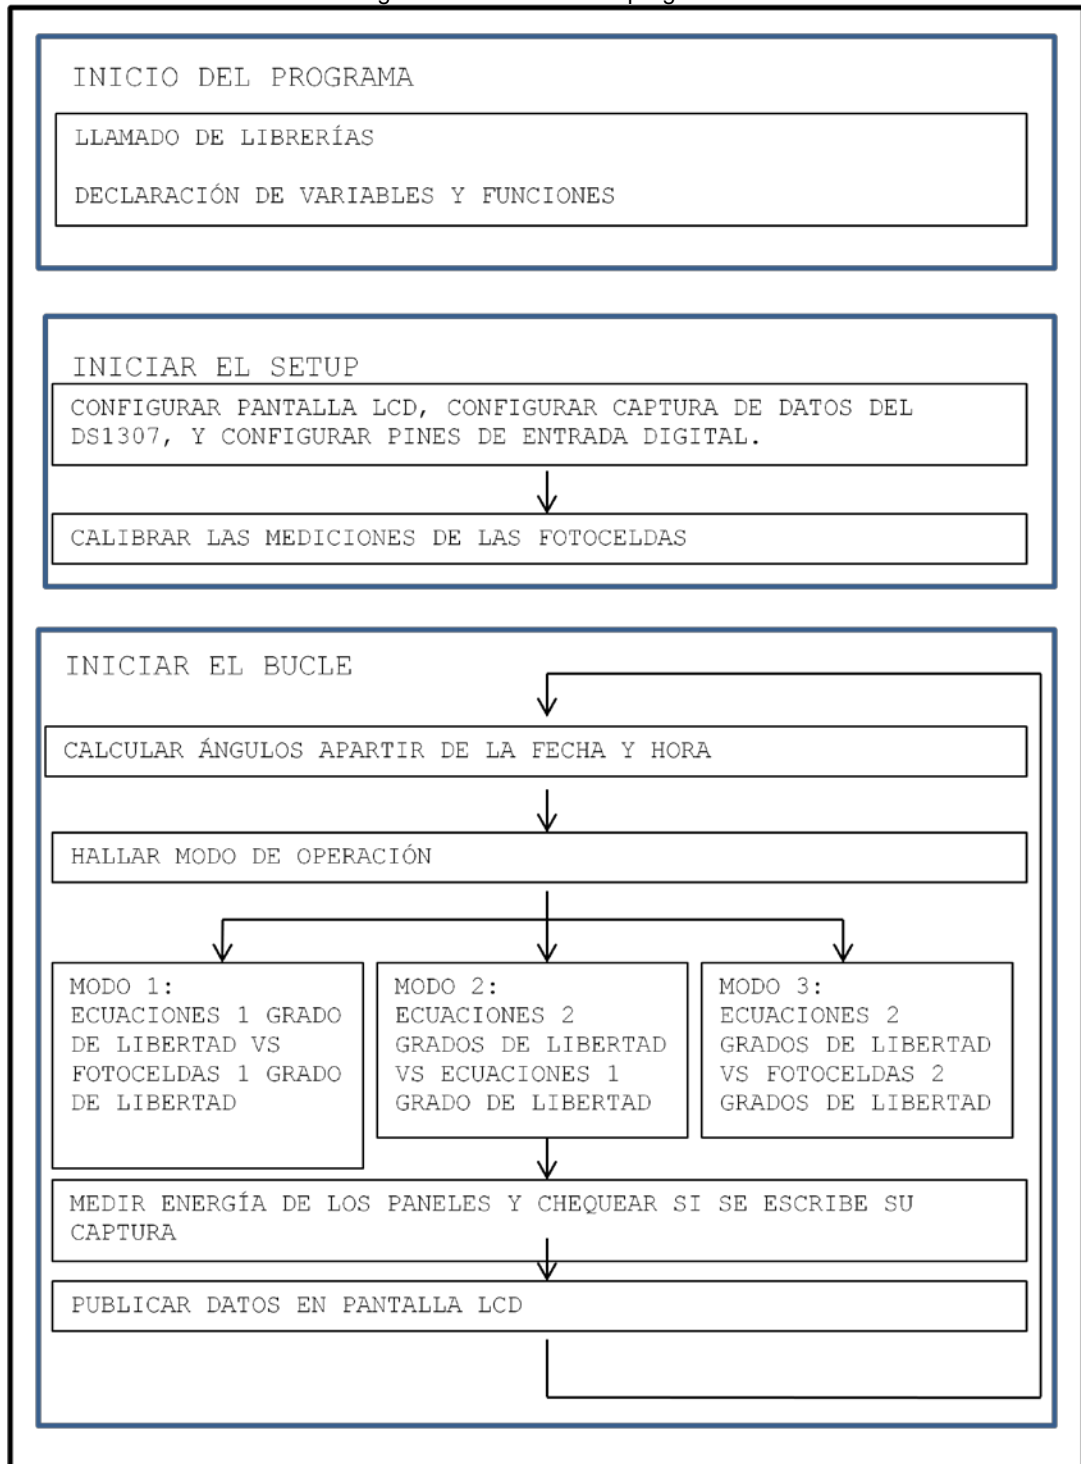 INICIO DEL PROGRAMA
LLAMADO DE LIBRERÍAS
DECLARACIÓN DE VARIABLES Y FUNCIONES
INICIAR EL SETUP
CONFIGURAR PANTALLA LCD, CONFIGURAR CAPTURA DE DATOS DEL
DS1307, Y CONFIGURAR PINES DE ENTRADA DIGITAL.
CALIBRAR LAS MEDICIONES DE LAS FOTOCELDAS
INICIAR EL BUCLE
CALCULAR ÁNGULOS APARTIR DE LA FECHA Y HORA
HALLAR MODO DE OPERACIÓN
MODO 1:
ECUACIONES 1 GRADO
DE LIBERTAD VS
FOTOCELDAS 1 GRADO
DE LIBERTAD
MODO 2:
ECUACIONES 2
GRADOS DE LIBERTAD
VS ECUACIONES 1
GRADO DE LIBERTAD
MODO 3:
ECUACIONES 2
GRADOS DE LIBERTAD
VS FOTOCELDAS 2
GRADOS DE LIBERTAD
MEDIR ENERGÍA DE LOS PANELES Y CHEQUEAR SI SE ESCRIBE SU
CAPTURA
PUBLICAR DATOS EN PANTALLA LCD